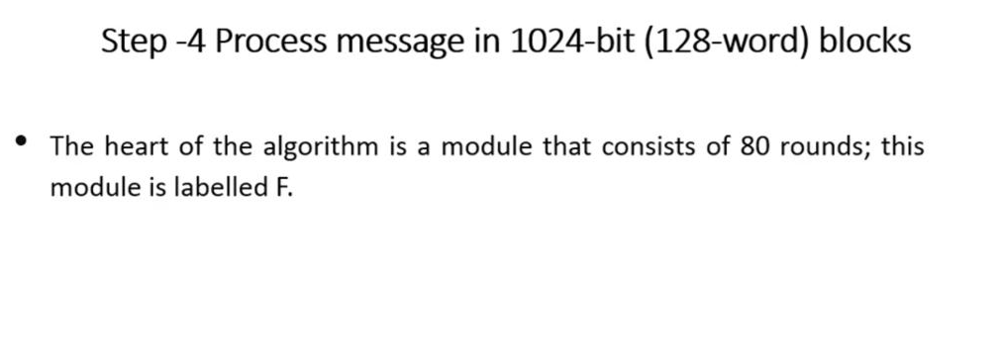 Step -4 Process message in 1024-bit (128-word) blocks
• The heart of the algorithm is a module that consists of 80 rounds; this
module is labelled F.